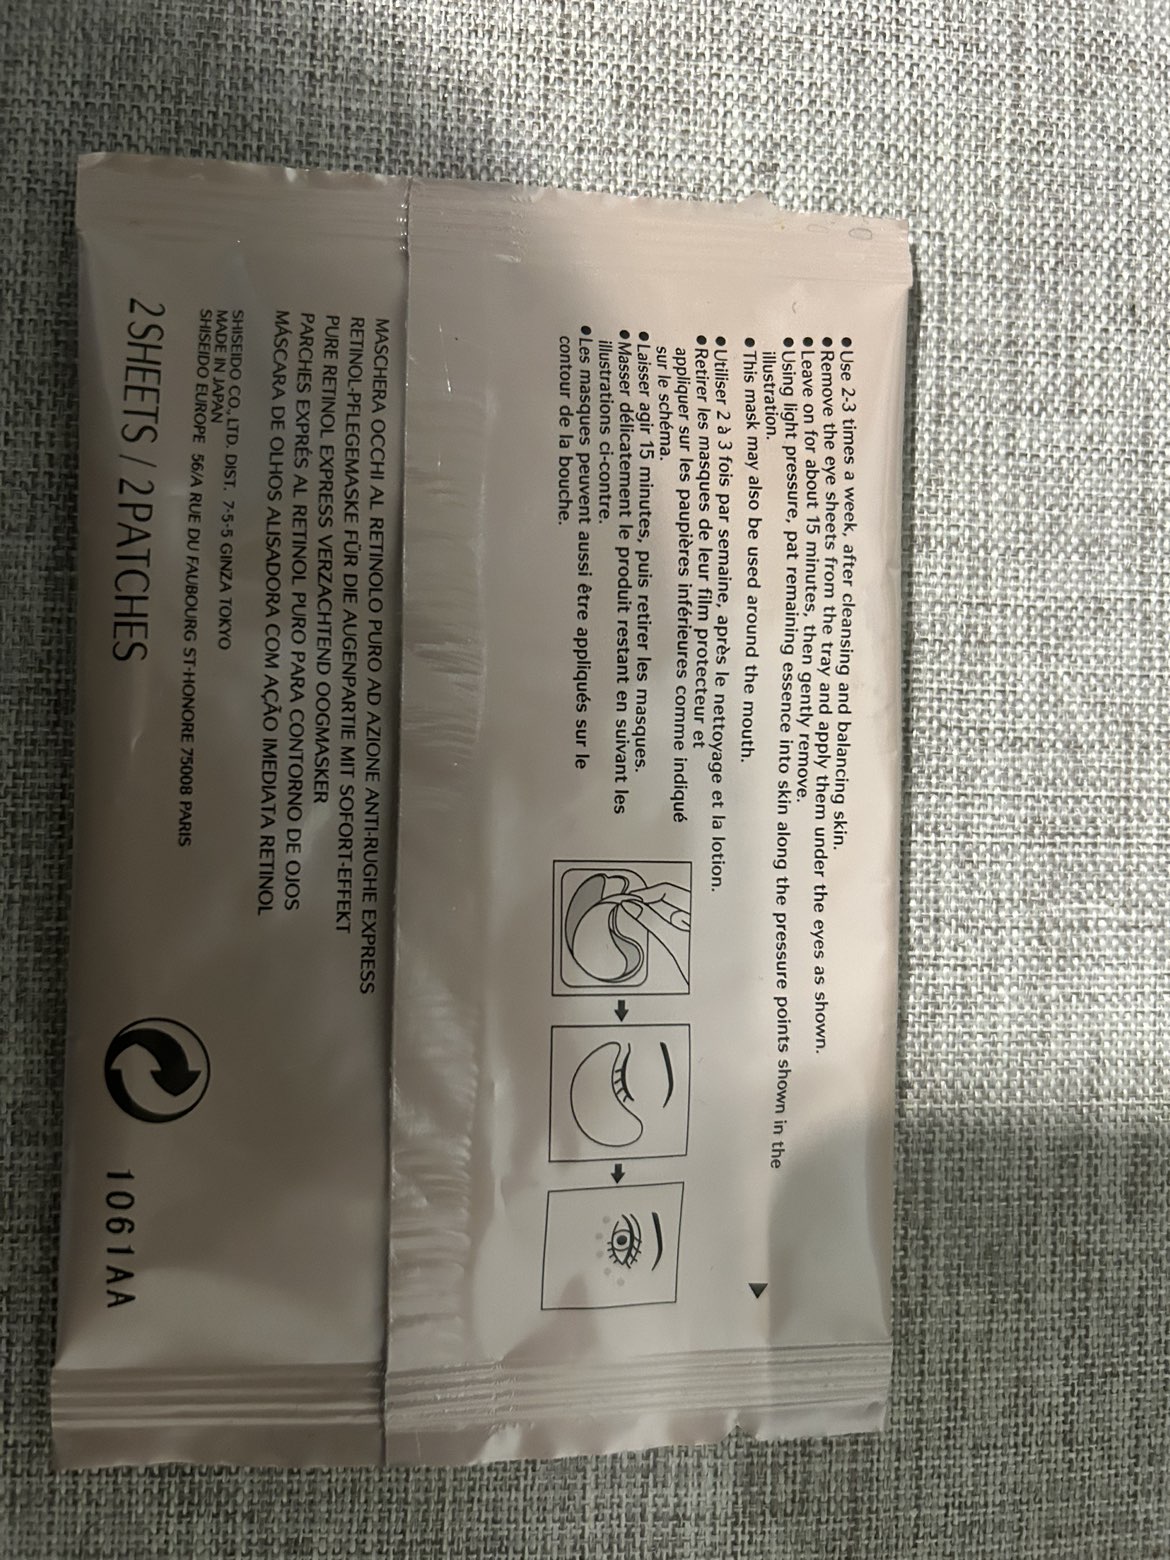 ● Use 2-3 times a week, after cleansing and balancing skin.
● Remove the eye sheets from the tray and apply them under the eyes as shown.
● Leave on for about 15 minutes, then gently remove.
● Using light pressure, pat remaining essence into skin along the pressure points shown in the
illustration.
● This mask may also be used around the mouth.
● Utiliser 2 à 3 fois par semaine, après le nettoyage et la lotion.
● Retirer les masques de leur film protecteur et
appliquer sur les paupières inférieures comme indiqué
sur le schéma.
● Laisser agir 15 minutes, puis retirer les masques.
● Masser délicatement le produit restant en suivant les
illustrations ci-contre.
● Les masques peuvent aussi être appliqués sur le
contour de la bouche.
MASCHERA OCCHI AL RETINOLO PURO AD AZIONE ANTI-RUGHE EXPRESS
RETINOL-PFLEGEMASKE FÜR DIE AUGENPARTIE MIT SOFORT-EFFEKT
PURE RETINOL EXPRESS VERZACHTEND OOGMASKER
PARCHES EXPRÉS AL RETINOL PURO PARA CONTORNO DE OJOS
MÁSCARA DE OLHOS ALISADORA COM AÇÃO IMEDIATA RETINOL
SHISEIDO CO., LTD. DIST. 7-5-5 GINZA TOKYO
MADE IN JAPAN
SHISEIDO EUROPE 56/A RUE DU FAUBOURG ST-HONORE 75008 PARIS
2 SHEETS / 2 PATCHES
1061AA